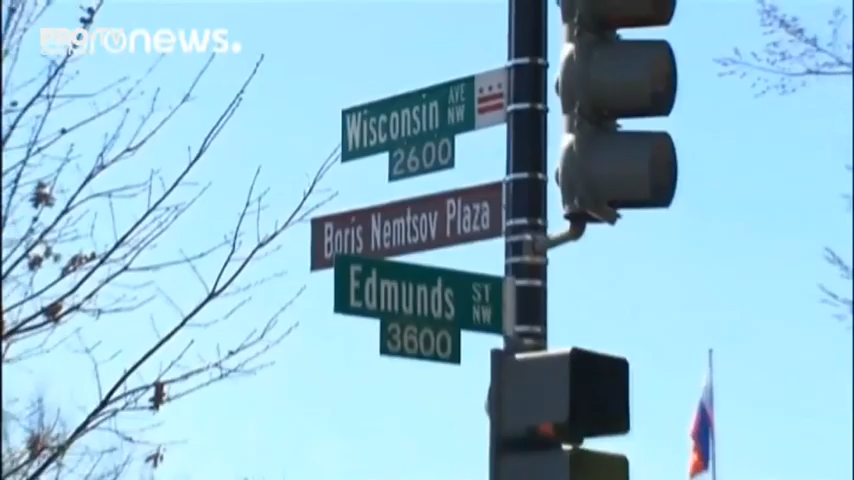 euronews.
Wisconsin AVE NW
2600
Boris Nemtsov Plaza
Edmunds ST NW
3600